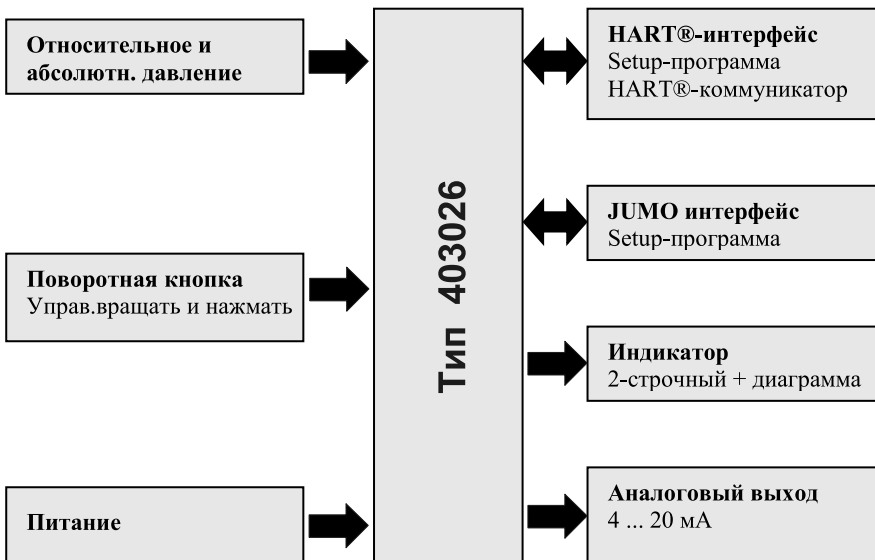 Относительное и
абсолютн. давление
Поворотная кнопка
Управ.вращать и нажмать
Питание
Тип 403026
HART®-интерфейс
Setup-программа
HART®-коммуникатор
JUMO интерфейс
Setup-программа
Индикатор
2-строчный + диаграмма
Аналоговый выход
4 ... 20 мА